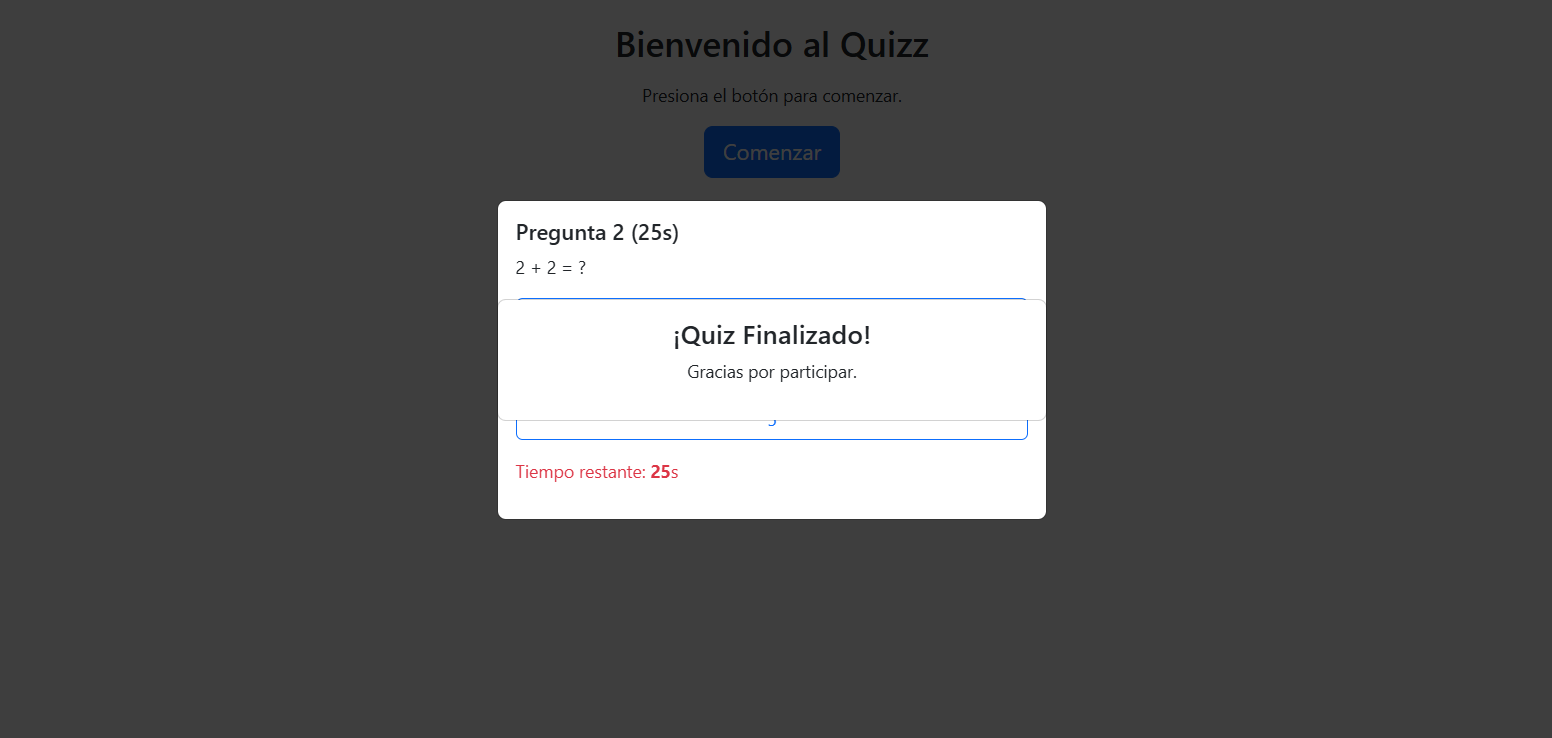 Bienvenido al Quizz
Presiona el botón para comenzar.
Comenzar
Pregunta 2 (25s)
2 + 2 = ?
¡Quiz Finalizado!
Gracias por participar.
Tiempo restante: 25s